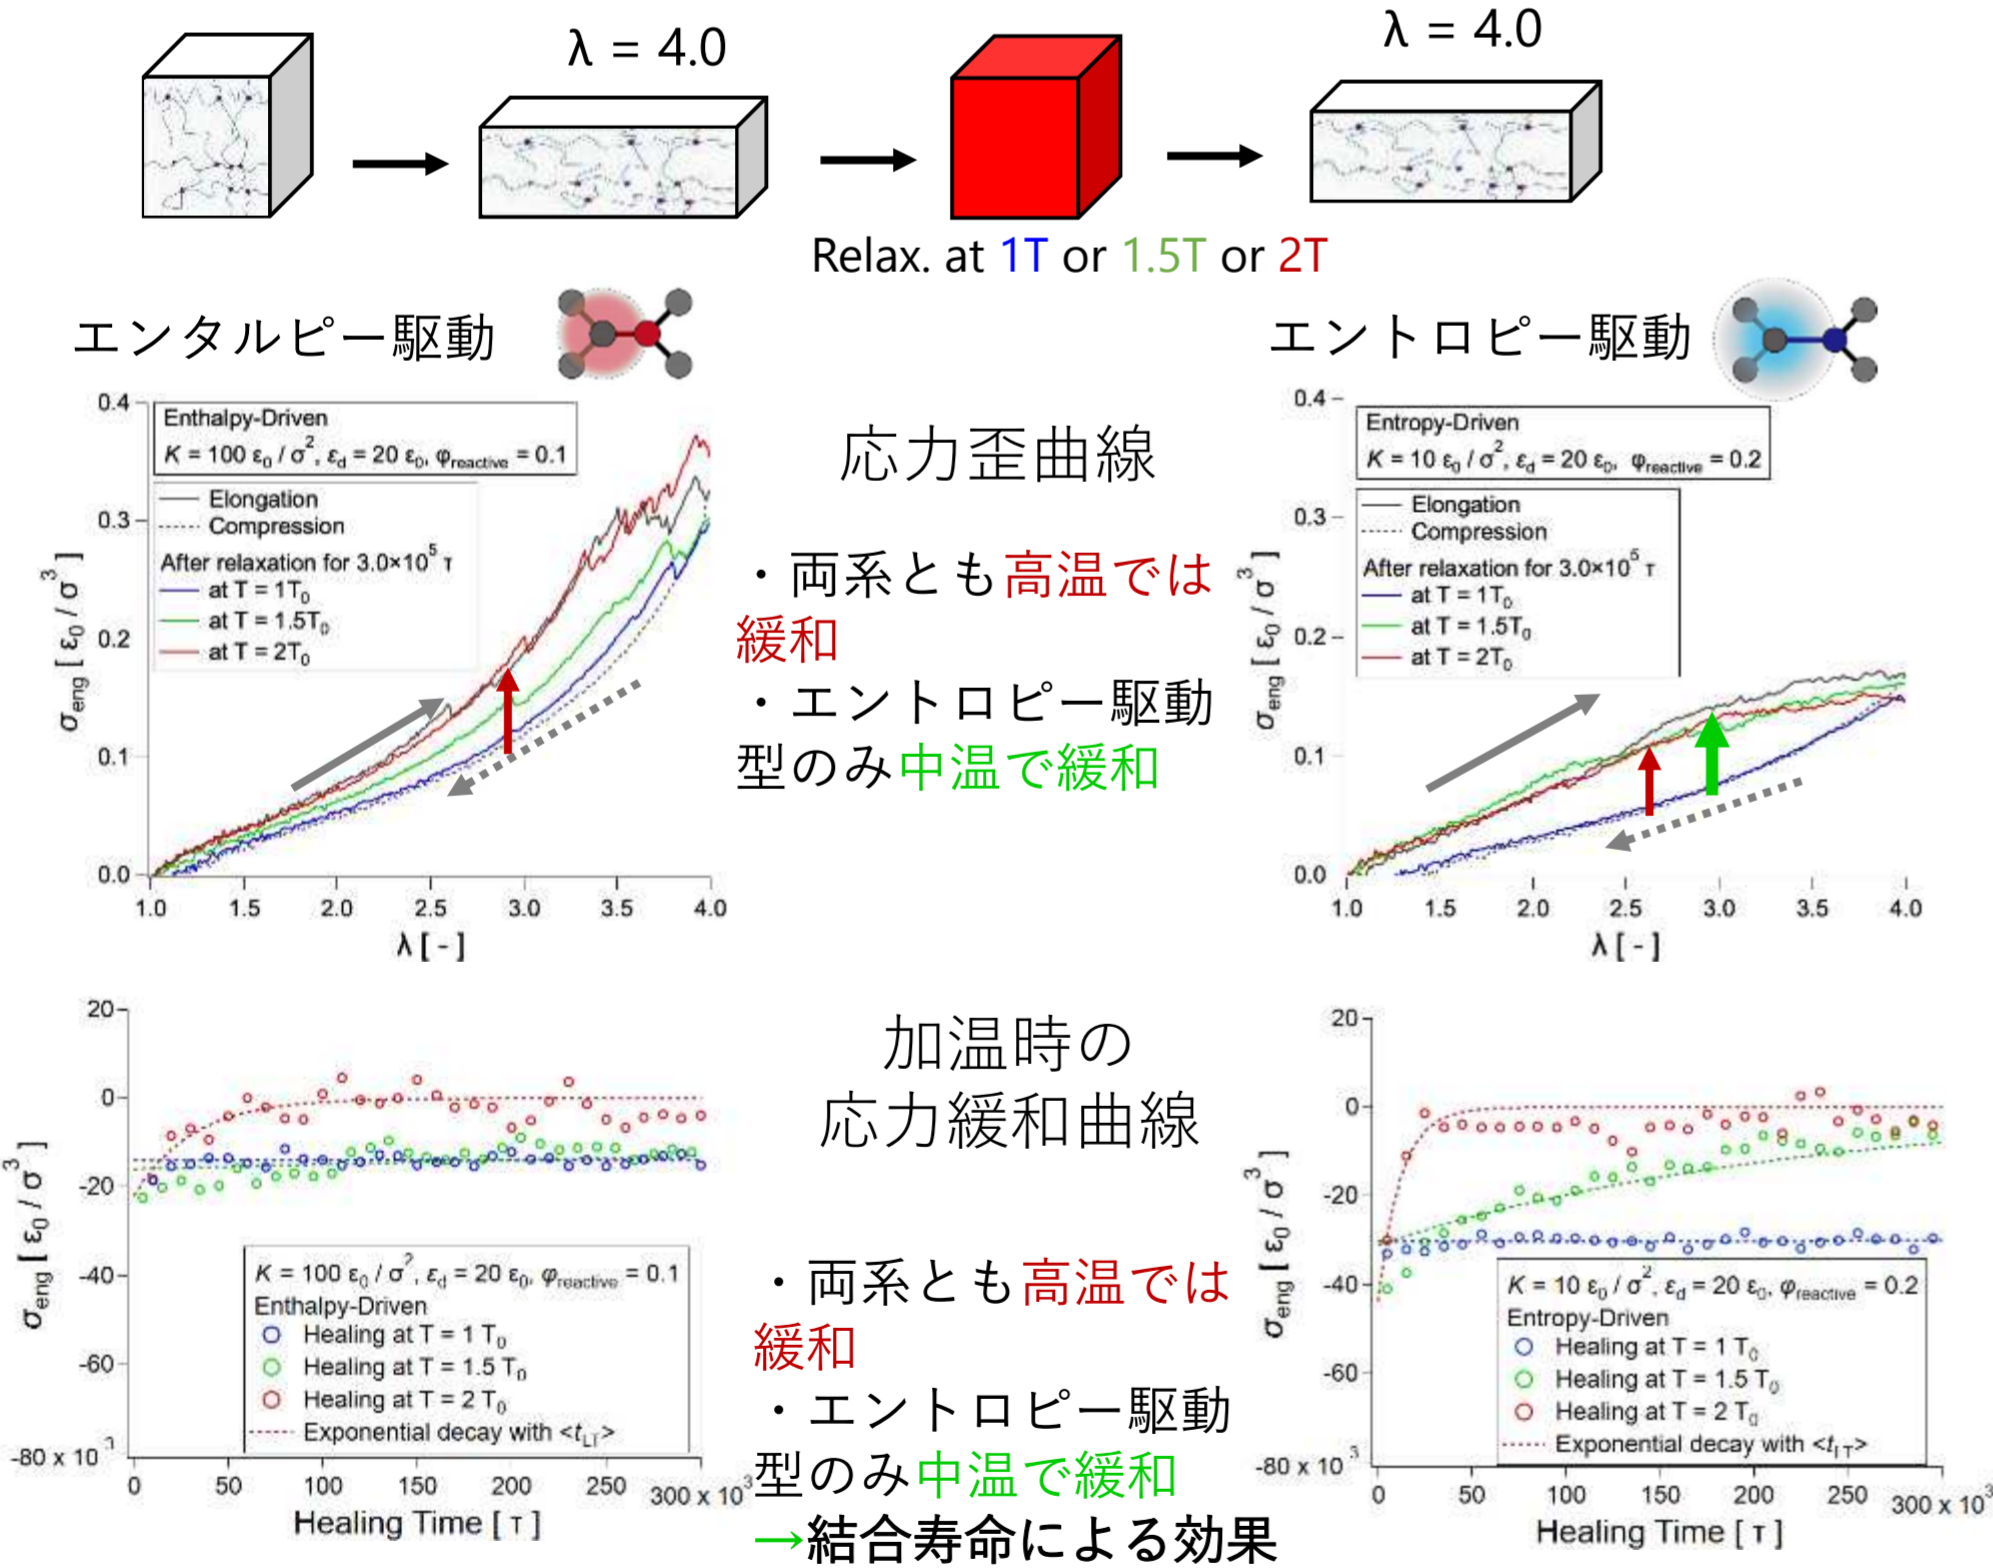 λ = 4.0
λ = 4.0
Relax. at 1T or 1.5T or 2T
エンタルピー駆動
エントロピー駆動
0.4
0.3
0.2
0.1
0.0
σeng [ ε0 / σ3 ]
Enthalpy-Driven
K = 100 ε0 / σ2, εd = 20 ε0, φreactive = 0.1
Elongation
Compression
After relaxation for 3.0×105 τ
at T = 1T0
at T = 1.5T0
at T = 2T0
1.0 1.5 2.0 2.5 3.0 3.5 4.0
λ [ - ]
応力歪曲線
・両系とも高温では
緩和
・エントロピー駆動
型のみ中温で緩和
0.4
0.3
0.2
0.1
0.0
σeng [ ε0 / σ3 ]
Entropy-Driven
K = 10 ε0 / σ2, εd = 20 ε0, φreactive = 0.2
Elongation
Compression
After relaxation for 3.0×105 τ
at T = 1T0
at T = 1.5T0
at T = 2T0
1.0 1.5 2.0 2.5 3.0 3.5 4.0
λ [ - ]
20
0
-20
-40
-60
-80 x 103
σeng [ ε0 / σ3 ]
K = 100 ε0 / σ2, εd = 20 ε0, φreactive = 0.1
Enthalpy-Driven
Healing at T = 1 T0
Healing at T = 1.5 T0
Healing at T = 2 T0
Exponential decay with <tLT>
0 50 100 150 200 250 300 x 103
Healing Time [ τ ]
加温時の
応力緩和曲線
・両系とも高温では
緩和
・エントロピー駆動
型のみ中温で緩和
→結合寿命による効果
20
0
-20
-40
-60
-80 x 103
σeng [ ε0 / σ3 ]
K = 10 ε0 / σ2, εd = 20 ε0, φreactive = 0.2
Entropy-Driven
Healing at T = 1 T0
Healing at T = 1.5 T0
Healing at T = 2 T0
Exponential decay with <tLT>
0 50 100 150 200 250 300 x 103
Healing Time [ τ ]